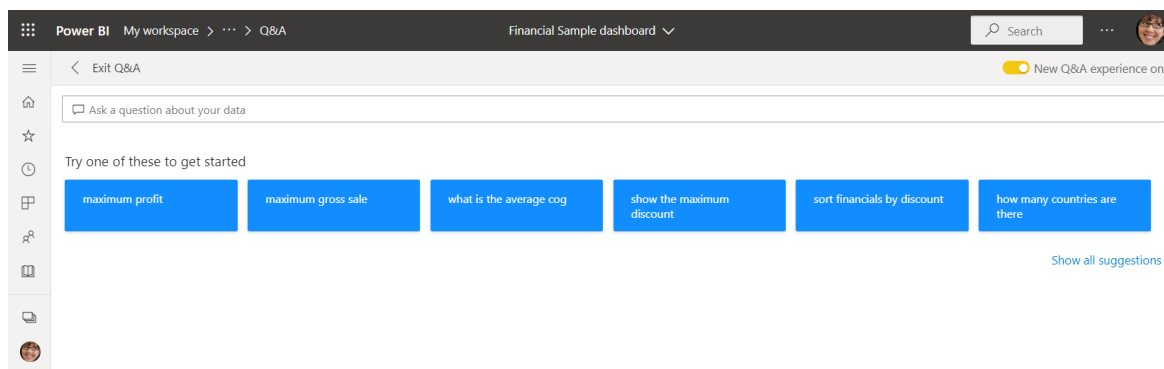 Power BI My workspace > ··· > Q&A Financial Sample dashboard Search ···
Exit Q&A New Q&A experience on
Ask a question about your data
Try one of these to get started
maximum profit
maximum gross sale
what is the average cog
show the maximum
discount
sort financials by discount
how many countries are
there
Show all suggestions